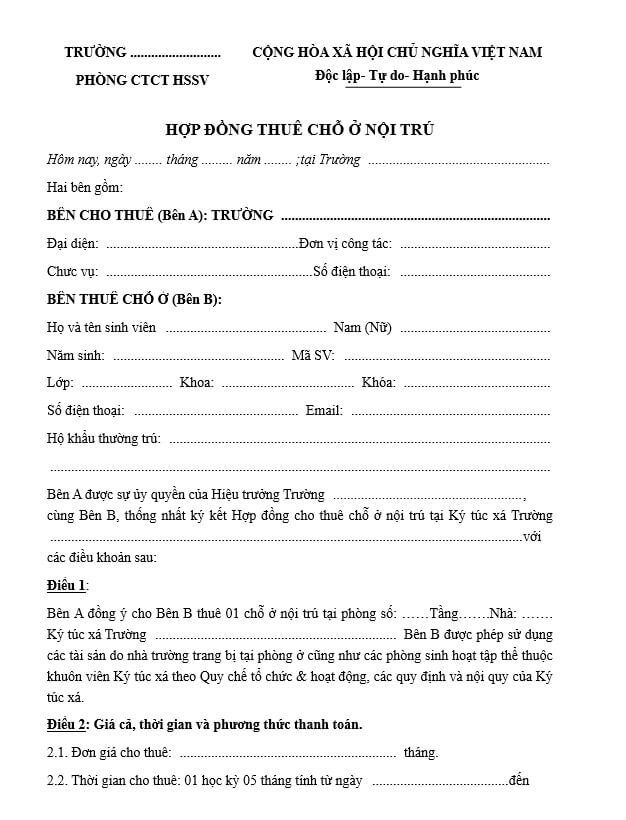 TRƯỜNG ..........................
CỘNG HÒA XÃ HỘI CHỦ NGHĨA VIỆT NAM
PHÒNG CTCT HSSV
Độc lập- Tự do- Hạnh phúc
HỢP ĐỒNG THUÊ CHỖ Ở NỘI TRÚ
Hôm nay, ngày ........ tháng ......... năm ........ ;tại Trường ....................................................
Hai bên gồm:
BÊN CHO THUÊ (Bên A): TRƯỜNG .............................................................................
Đại diện: .......................................................Đơn vị công tác: ...........................................
Chưc vụ: ...........................................................Số điện thoại: ...........................................
BÊN THUÊ CHỖ Ở (Bên B):
Họ và tên sinh viên .............................................. Nam (Nữ) ...........................................
Năm sinh: ................................................. Mã SV: ...........................................................
Lớp: .......................... Khoa: ...................................... Khóa: ..........................................
Số điện thoại: ............................................... Email: .........................................................
Hộ khẩu thường trú: .............................................................................................................
...............................................................................................................................................
Bên A được sự ủy quyền của Hiệu trưởng Trường ......................................................,
cùng Bên B, thống nhất ký kết Hợp đồng cho thuê chỗ ở nội trú tại Ký túc xá Trường
.......................................................................................................................................với
các điều khoản sau:
Điều 1:
Bên A đồng ý cho Bên B thuê 01 chỗ ở nội trú tại phòng số: ……Tầng…….Nhà: …….
Ký túc xá Trường ..................................................................... Bên B được phép sử dụng
các tài sản do nhà trường trang bị tại phòng ở cũng như các phòng sinh hoạt tập thể thuộc
khuôn viên Ký túc xá theo Quy chế tổ chức & hoạt động, các quy định và nội quy của Ký
túc xá.
Điều 2: Giá cã, thời gian và phương thức thanh toán.
2.1. Đơn giá cho thuê: .............................................................. tháng.
2.2. Thời gian cho thuê: 01 học kỳ 05 tháng tính từ ngày .......................................đến